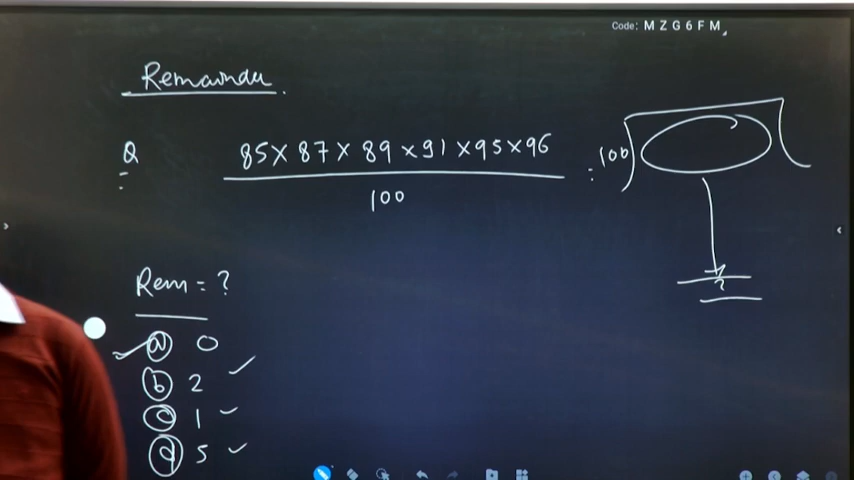 Code: M Z G 6 F M
Remainder
Q 85 × 87 × 89 × 91 × 95 × 96 : 100
100
?
Rem = ?
(a) 0
(b) 2
(c) 1
(d) 5